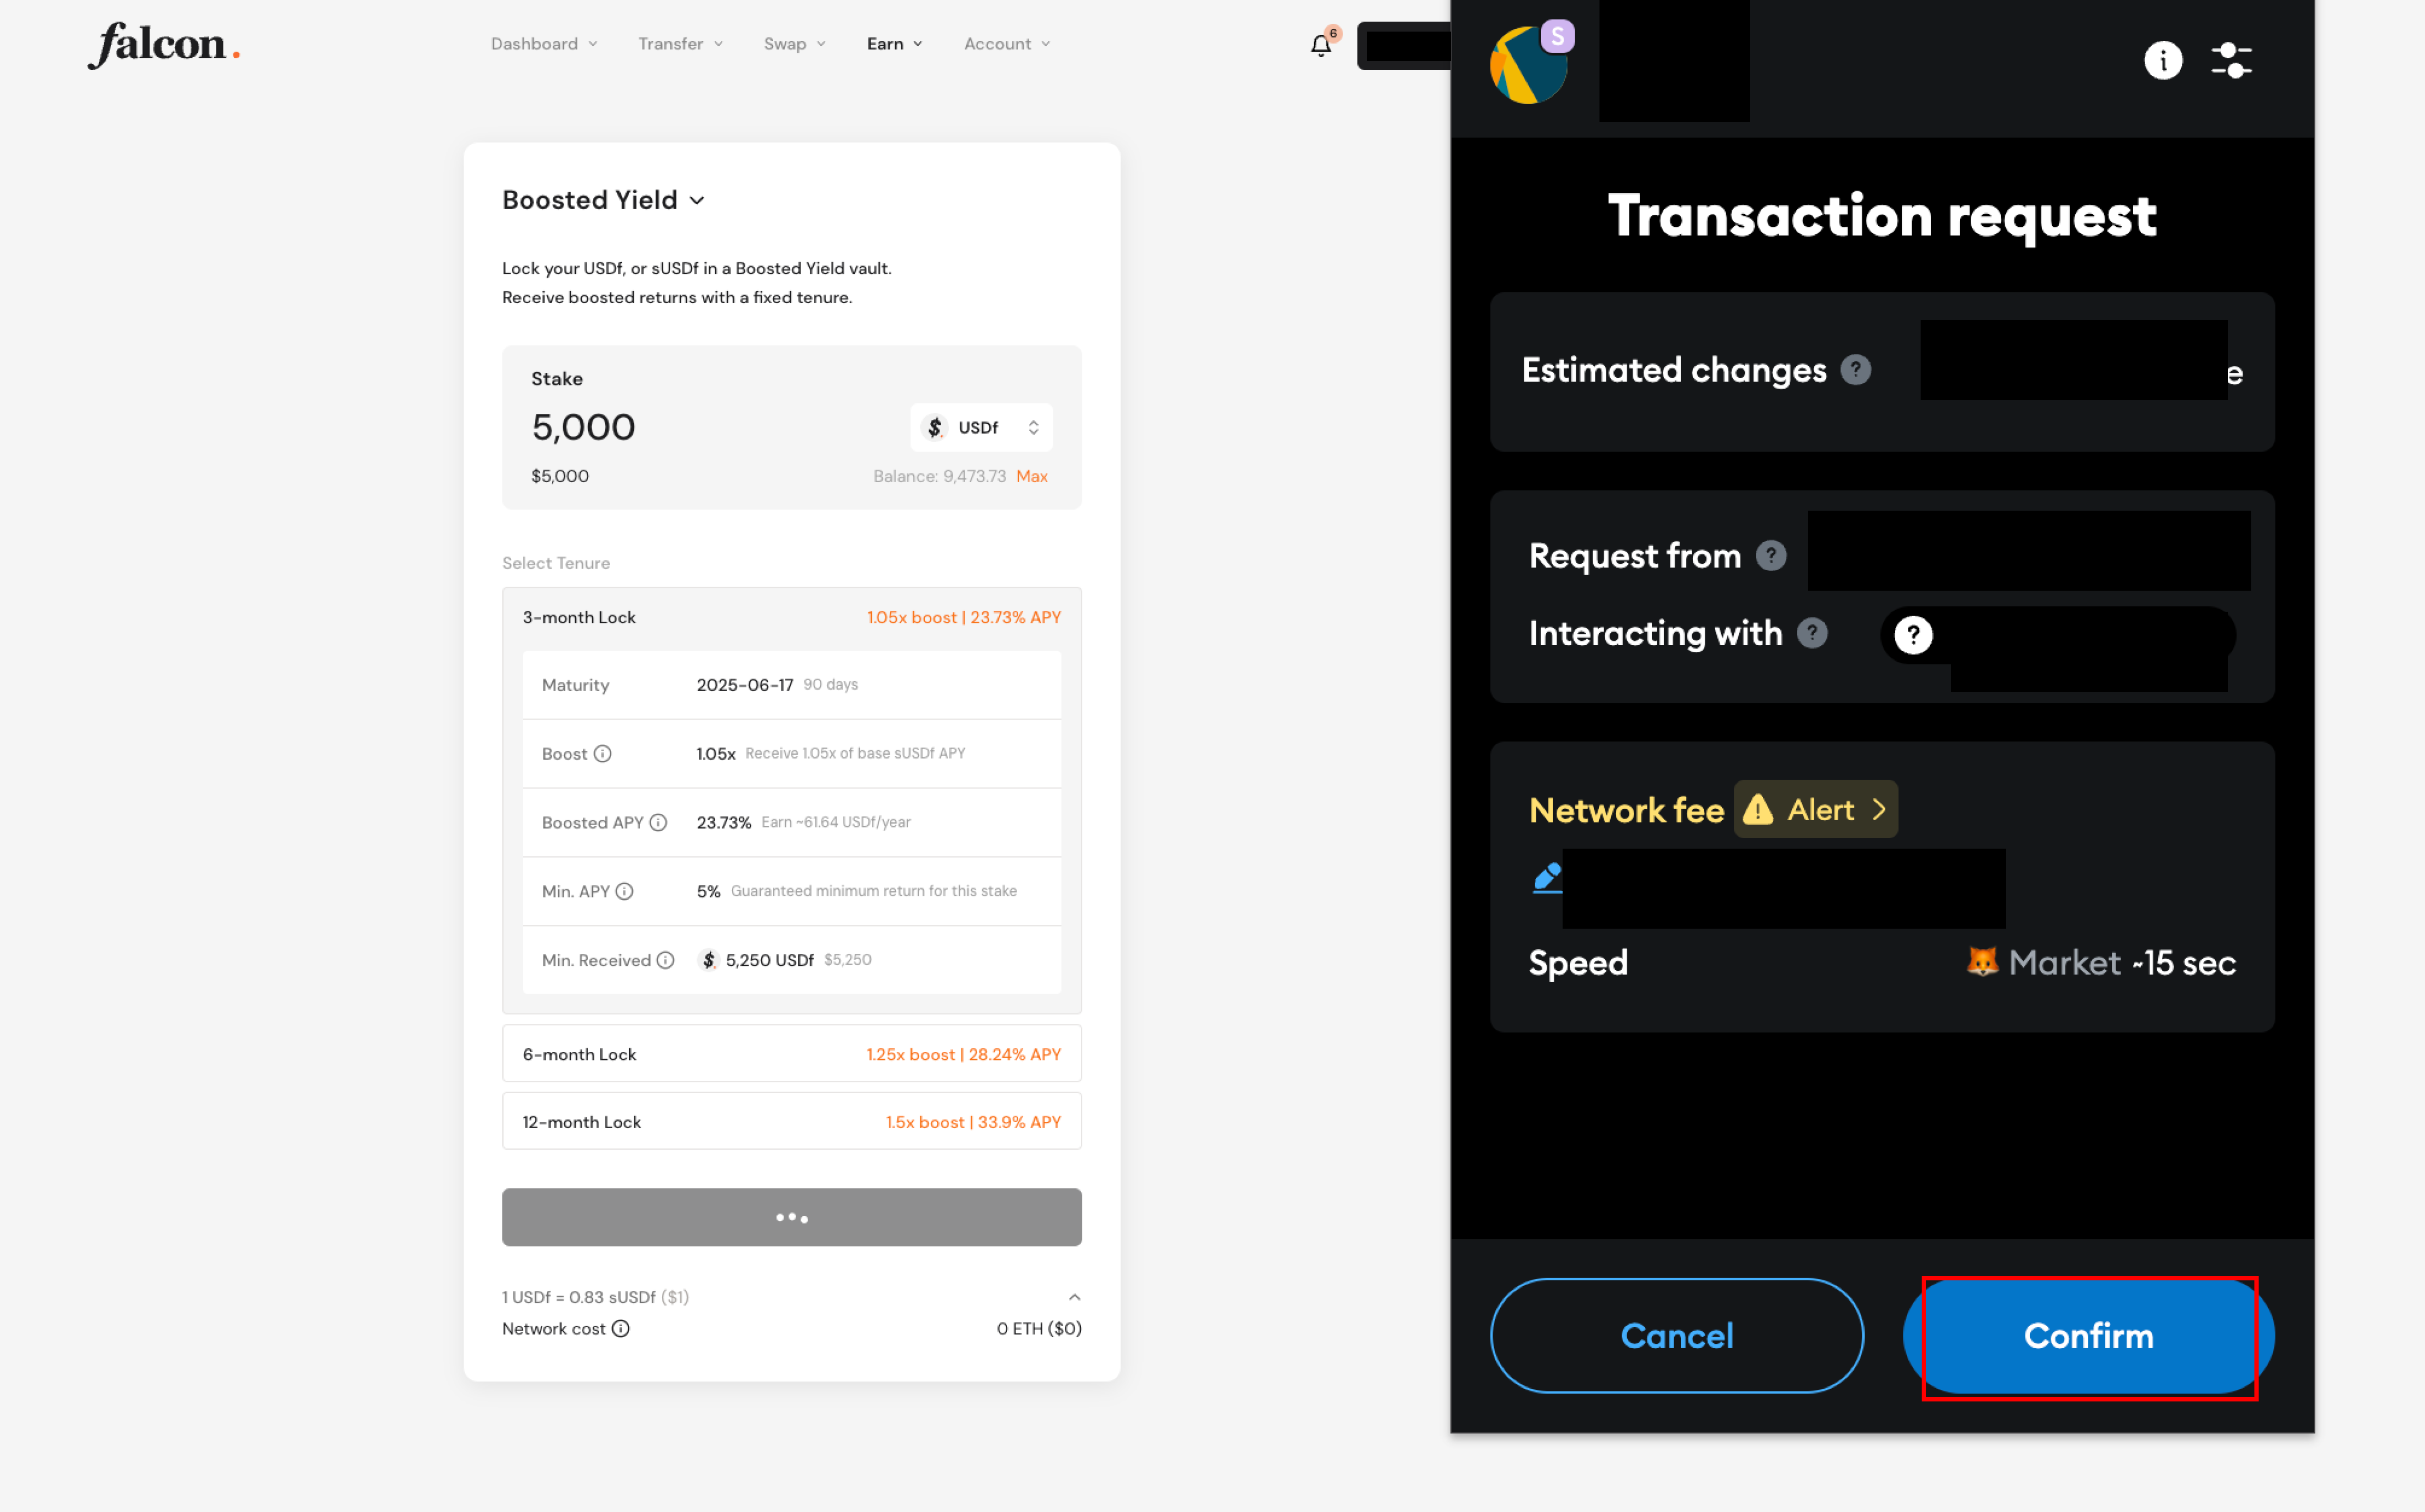 falcon.
Dashboard
Transfer
Swap
Earn
Account
6
Boosted Yield
Lock your USDf, or sUSDf in a Boosted Yield vault.
Receive boosted returns with a fixed tenure.
Stake
5,000
$ USDf
$5,000
Balance: 9,473.73 Max
Select Tenure
3-month Lock 1.05x boost | 23.73% APY
Maturity 2025-06-17 90 days
Boost 1.05x Receive 1.05x of base sUSDf APY
Boosted APY 23.73% Earn ~61.64 USDf/year
Min. APY 5% Guaranteed minimum return for this stake
Min. Received $ 5,250 USDf $5,250
6-month Lock 1.25x boost | 28.24% APY
12-month Lock 1.5x boost | 33.9% APY
1 USDf = 0.83 sUSDf ($1)
Network cost 0 ETH ($0)
S
Transaction request
Estimated changes ?
Request from ?
Interacting with ? ?
Network fee Alert >
Speed Market ~15 sec
Cancel
Confirm